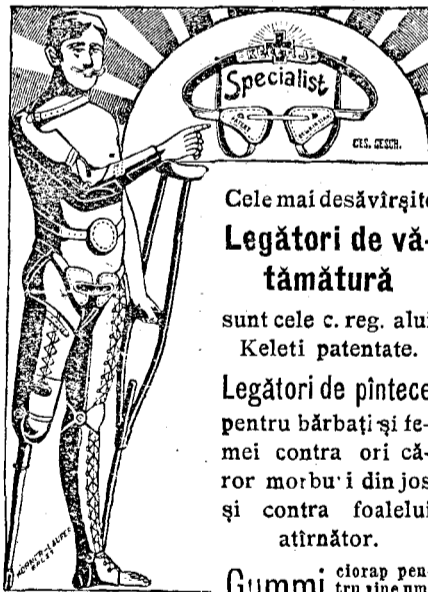 Specialist
GES. GESCH.
Cele mai desăvîrşite
Legători de vă-
tămătură
sunt cele c. reg. alui
Keleti patentate.
Legători de pîntece
pentru bărbaţi şi fe-
mei contra ori că-
ror morbu i din jos
şi contra foalelui
atîrnător.
Gummi ciorap pen-
tru vine um